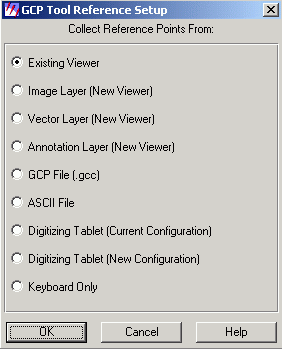 GCP Tool Reference Setup
Collect Reference Points From:
Existing Viewer
Image Layer (New Viewer)
Vector Layer (New Viewer)
Annotation Layer (New Viewer)
GCP File (.gcc)
ASCII File
Digitizing Tablet (Current Configuration)
Digitizing Tablet (New Configuration)
Keyboard Only
OK Cancel Help